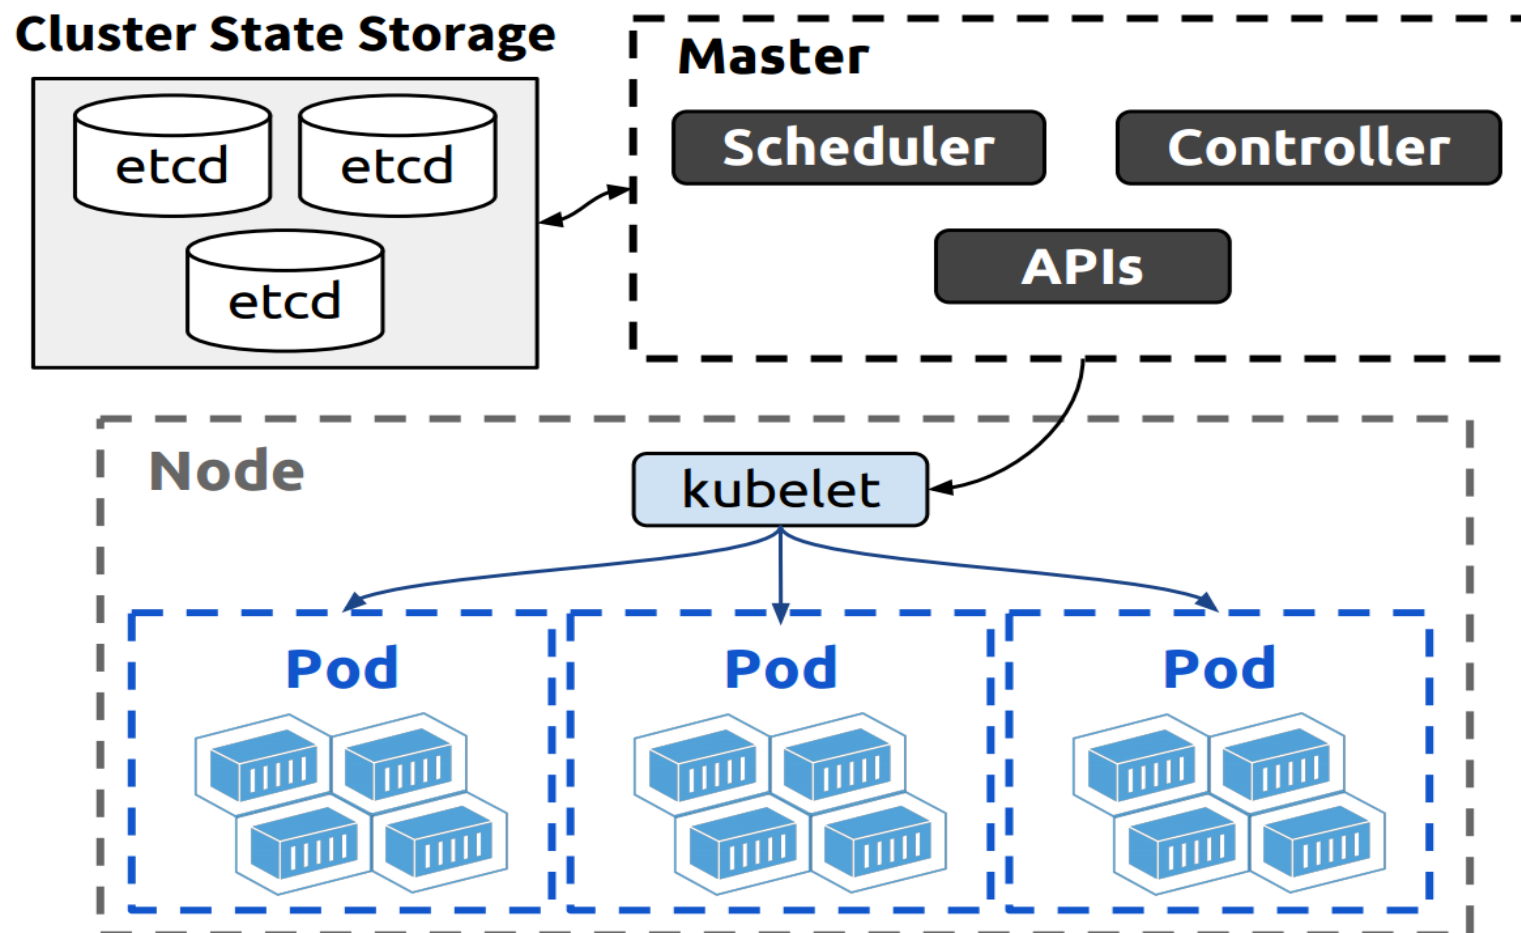 Cluster State Storage
etcd
etcd
etcd
Master
Scheduler
Controller
APIs
Node
kubelet
Pod
Pod
Pod